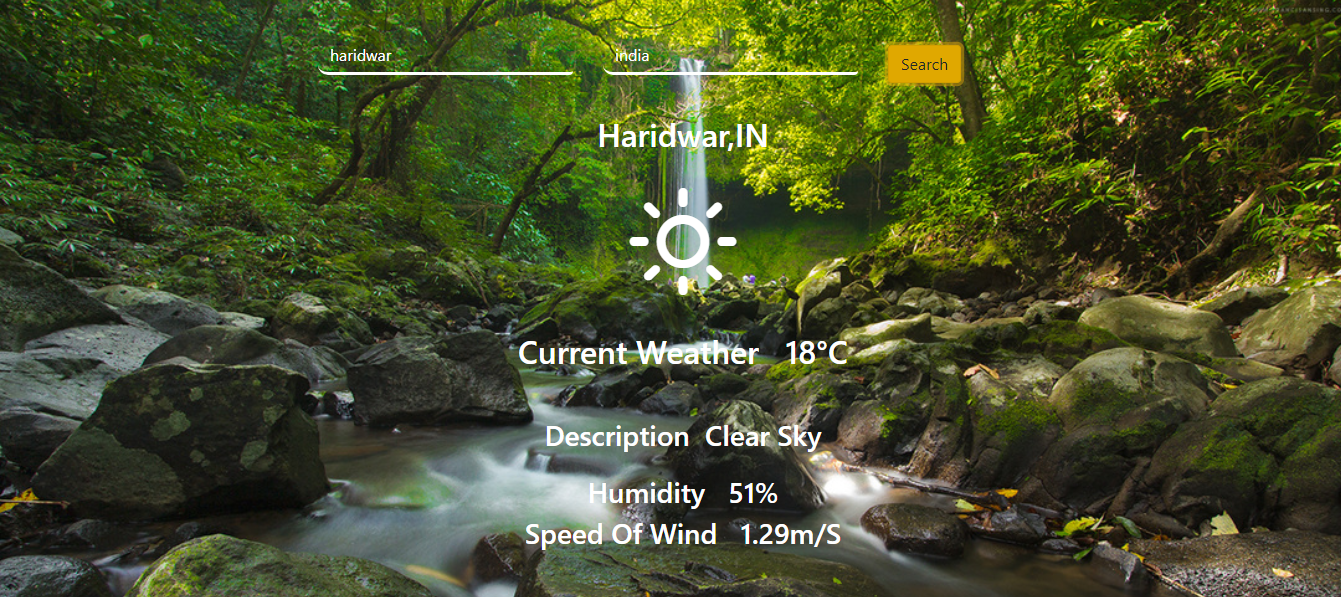 haridwar india Search
Haridwar,IN
Current Weather 18°C
Description Clear Sky
Humidity 51%
Speed Of Wind 1.29m/S